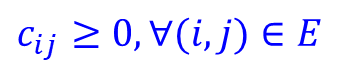 c_{ij} ≥ 0, ∀(i, j) ∈ E